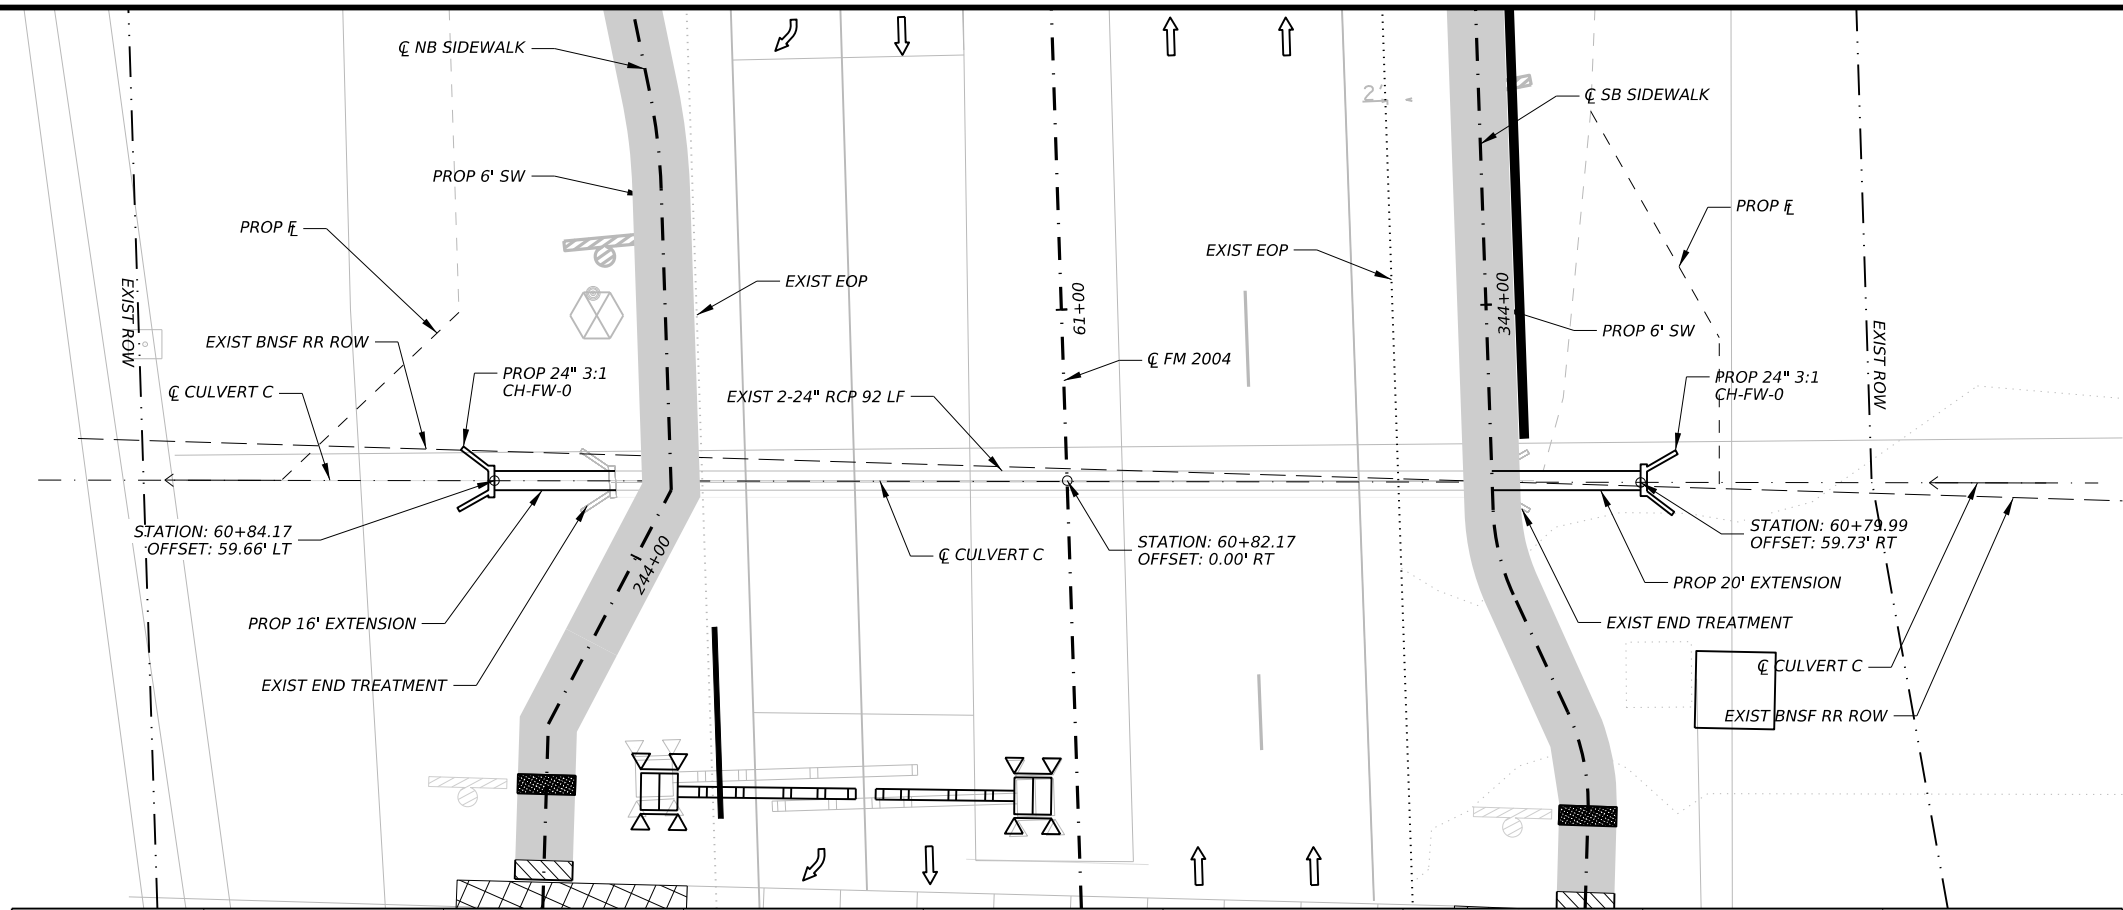 ℄ NB SIDEWALK
PROP 6' SW
PROP F℄
EXIST ROW
EXIST BNSF RR ROW
℄ CULVERT C
PROP 24" 3:1
CH-FW-0
STATION: 60+84.17
OFFSET: 59.66' LT
PROP 16' EXTENSION
EXIST END TREATMENT
244+00
EXIST EOP
EXIST 2-24" RCP 92 LF
℄ CULVERT C
61+00
℄ FM 2004
STATION: 60+82.17
OFFSET: 0.00' RT
EXIST EOP
2'
℄ SB SIDEWALK
PROP F℄
344+00
PROP 6' SW
PROP 24" 3:1
CH-FW-0
EXIST ROW
STATION: 60+79.99
OFFSET: 59.73' RT
PROP 20' EXTENSION
EXIST END TREATMENT
℄ CULVERT C
EXIST BNSF RR ROW